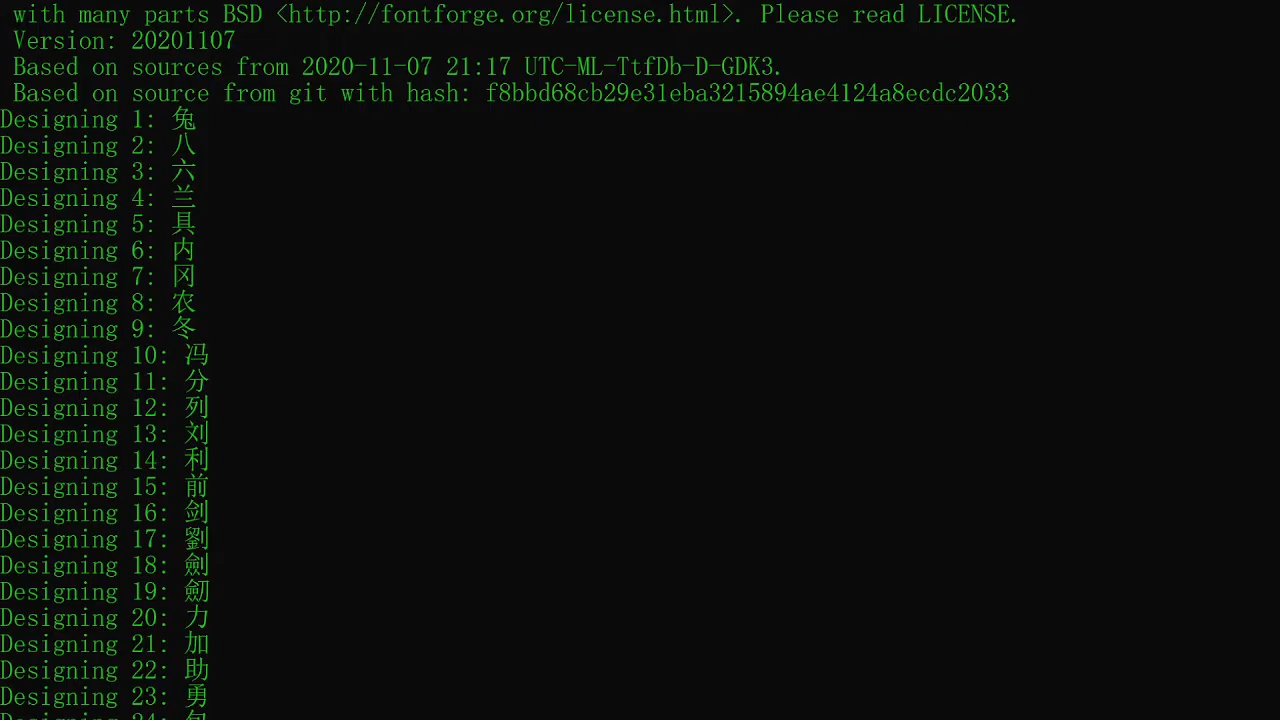 with many parts BSD <http://fontforge.org/license.html>. Please read LICENSE.
Version: 20201107
Based on sources from 2020-11-07 21:17 UTC-ML-TtfDb-D-GDK3.
Based on source from git with hash: f8bbd68cb29e31eba3215894ae4124a8ecdc2033
Designing 1: 兔
Designing 2: 八
Designing 3: 六
Designing 4: 兰
Designing 5: 具
Designing 6: 内
Designing 7: 冈
Designing 8: 农
Designing 9: 冬
Designing 10: 冯
Designing 11: 分
Designing 12: 列
Designing 13: 刘
Designing 14: 利
Designing 15: 前
Designing 16: 剑
Designing 17: 劉
Designing 18: 劍
Designing 19: 劒
Designing 20: 力
Designing 21: 加
Designing 22: 助
Designing 23: 勇
Designing 24: